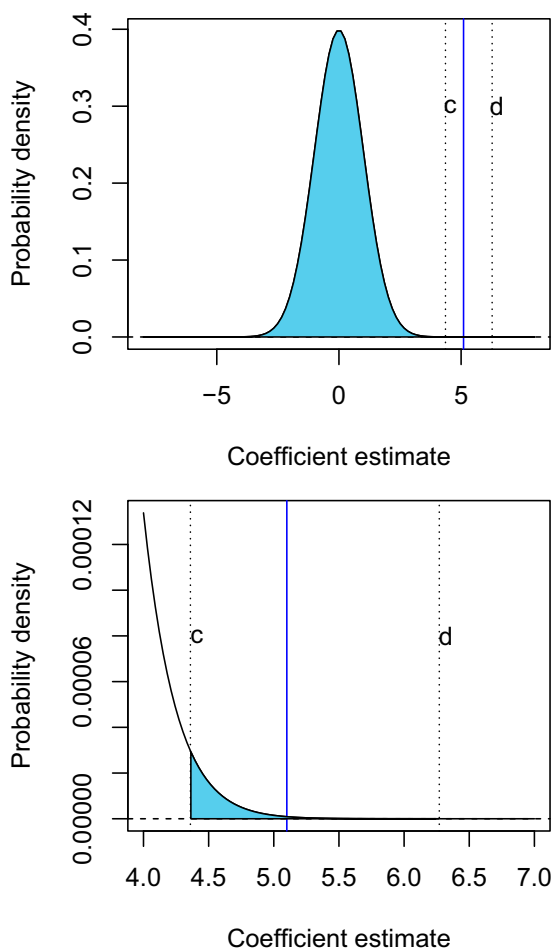 0.4
0.3
0.2
0.1
0.0
Probability density
c
d
−5 0 5
Coefficient estimate
0.00012
0.00006
0.00000
Probability density
c
d
4.0 4.5 5.0 5.5 6.0 6.5 7.0
Coefficient estimate